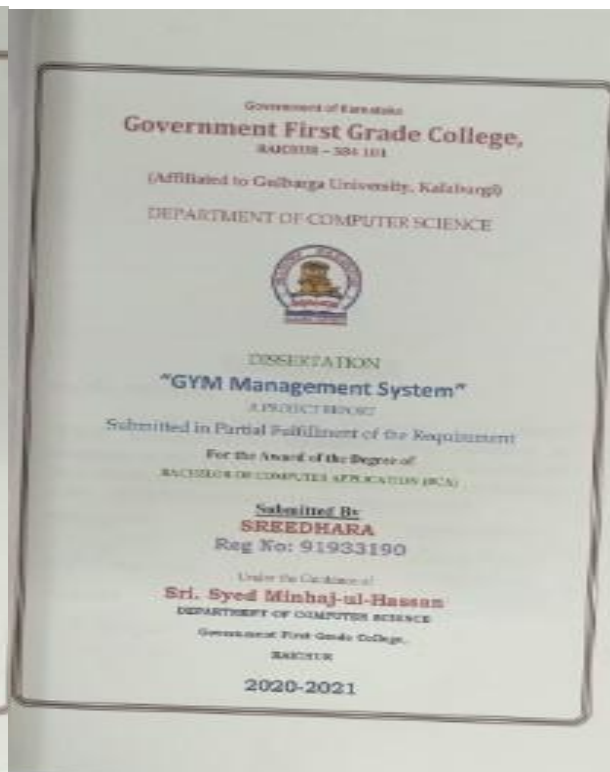 Government of Karnataka
Government First Grade College,
RAICHUR – 584 101
(Affiliated to Gulbarga University, Kalaburgi)
DEPARTMENT OF COMPUTER SCIENCE
DISSERTATION
"GYM Management System"
A PROJECT REPORT
Submitted in Partial Fulfillment of the Requirement
For the Award of the Degree of
BACHELOR OF COMPUTER APPLICATION (BCA)
Submitted By
SREEDHARA
Reg No: 91933190
Under the Guidance of
Sri. Syed Minhaj-ul-Hassan
DEPARTMENT OF COMPUTER SCIENCE
Government First Grade College,
RAICHUR
2020-2021